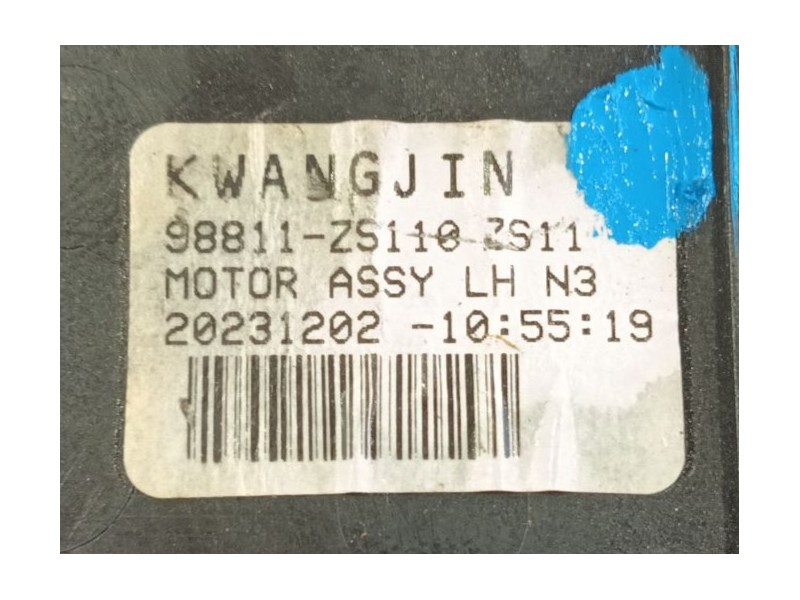 KWANGJIN
98811-ZS110 ZS11
MOTOR ASSY LH N3
20231202 -10:55:19